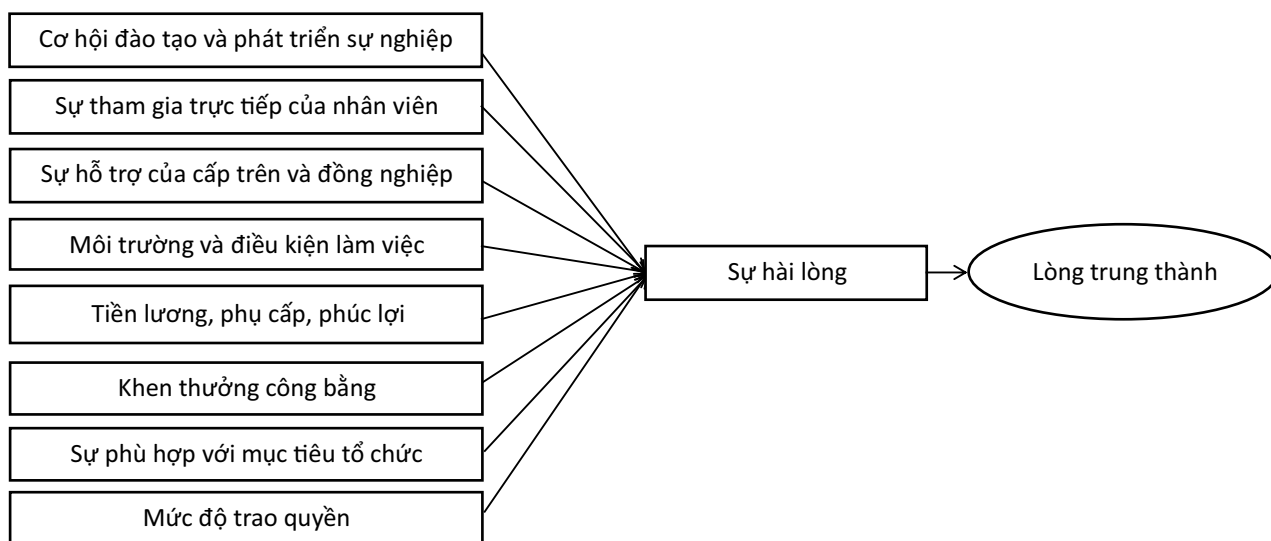 Cơ hội đào tạo và phát triển sự nghiệp
Sự tham gia trực tiếp của nhân viên
Sự hỗ trợ của cấp trên và đồng nghiệp
Môi trường và điều kiện làm việc
Tiền lương, phụ cấp, phúc lợi
Khen thưởng công bằng
Sự phù hợp với mục tiêu tổ chức
Mức độ trao quyền
Sự hài lòng
Lòng trung thành